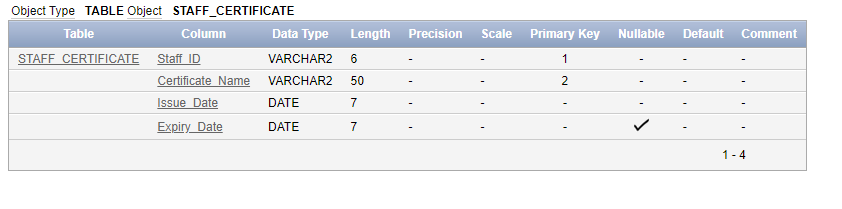 Object Type TABLE Object STAFF_CERTIFICATE
Table Column Data Type Length Precision Scale Primary Key Nullable Default Comment
STAFF_CERTIFICATE Staff_ID VARCHAR2 6 - - 1 - - -
Certificate_Name VARCHAR2 50 - - 2 - - -
Issue_Date DATE 7 - - - - - -
Expiry_Date DATE 7 - - - ✓ - -
1 - 4